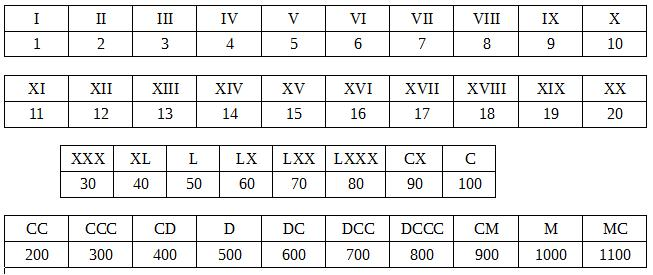 I II III IV V VI VII VIII IX X
1 2 3 4 5 6 7 8 9 10
XI XII XIII XIV XV XVI XVII XVIII XIX XX
11 12 13 14 15 16 17 18 19 20
XXX XL L LX LXX LXXX CX C
30 40 50 60 70 80 90 100
CC CCC CD D DC DCC DCCC CM M MC
200 300 400 500 600 700 800 900 1000 1100